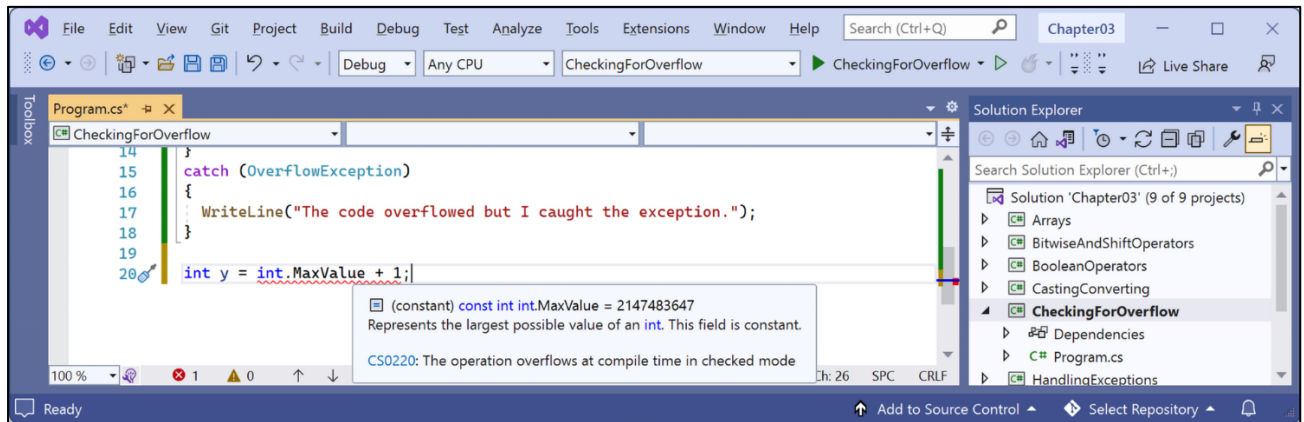 File Edit View Git Project Build Debug Test Analyze Tools Extensions Window Help Search (Ctrl+Q) Chapter03
Debug Any CPU CheckingForOverflow CheckingForOverflow Live Share
Toolbox
Program.cs*
C# CheckingForOverflow
14 }
15 catch (OverflowException)
16 {
17 WriteLine("The code overflowed but I caught the exception.");
18 }
19
20 int y = int.MaxValue + 1;
(constant) const int int.MaxValue = 2147483647
Represents the largest possible value of an int. This field is constant.
CS0220: The operation overflows at compile time in checked mode
100 % 1 0 Ch: 26 SPC CRLF
Solution Explorer
Search Solution Explorer (Ctrl+;)
Solution 'Chapter03' (9 of 9 projects)
C# Arrays
C# BitwiseAndShiftOperators
C# BooleanOperators
C# CastingConverting
C# CheckingForOverflow
Dependencies
C# Program.cs
C# HandlingExceptions
Ready Add to Source Control Select Repository